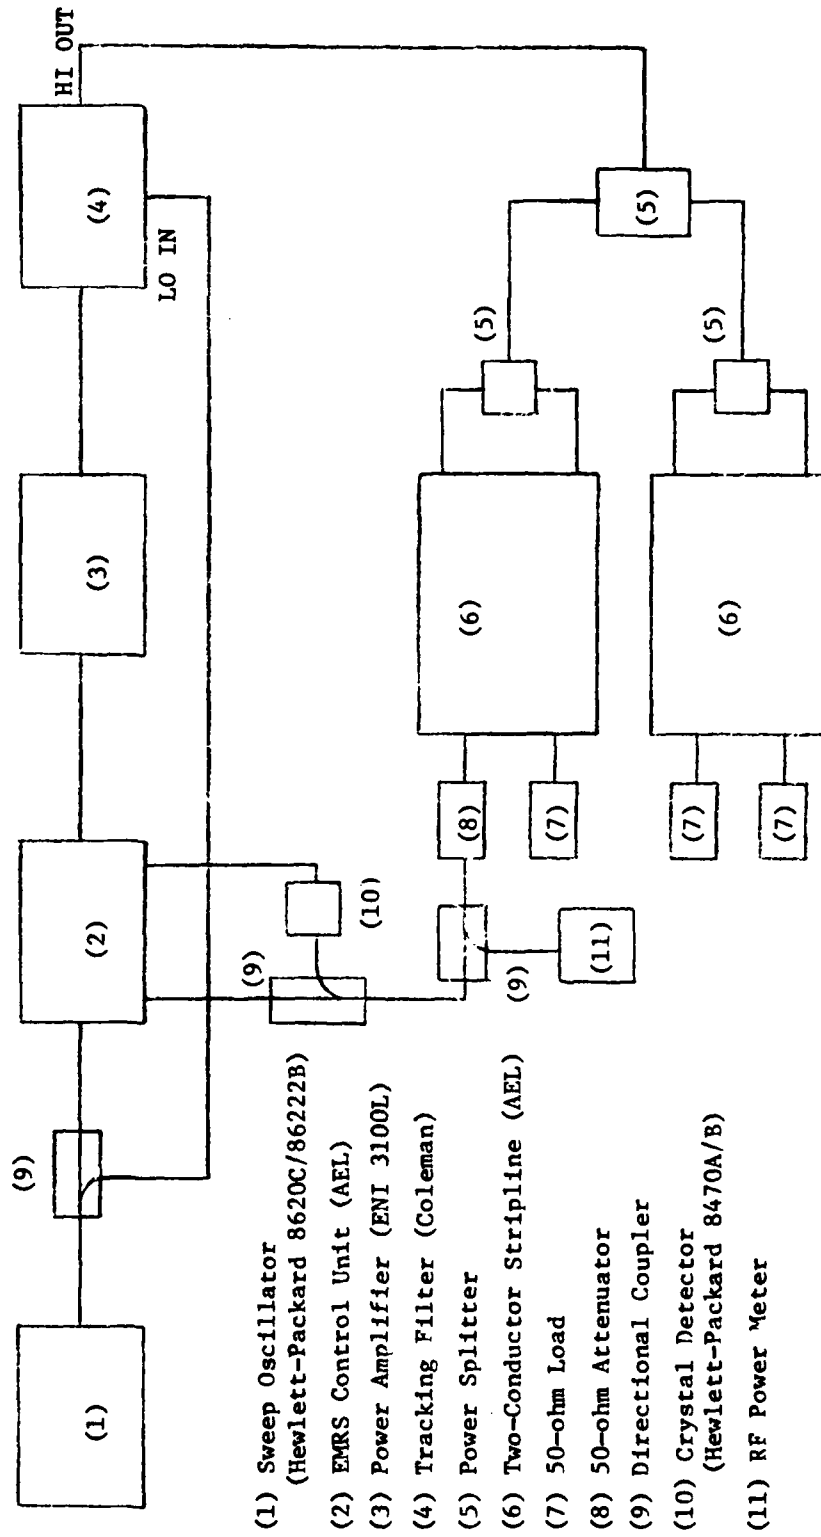 (1)
(9)
(2)
(3)
(4)
HI OUT
LO IN
(9)
(10)
(9)
(11)
(8)
(7)
(6)
(5)
(5)
(7)
(7)
(6)
(5)
(1) Sweep Oscillator
(Hewlett-Packard 8620C/86222B)
(2) EMRS Control Unit (AEL)
(3) Power Amplifier (ENI 3100L)
(4) Tracking Filter (Coleman)
(5) Power Splitter
(6) Two-Conductor Stripline (AEL)
(7) 50-ohm Load
(8) 50-ohm Attenuator
(9) Directional Coupler
(10) Crystal Detector
(Hewlett-Packard 8470A/B)
(11) RF Power Meter